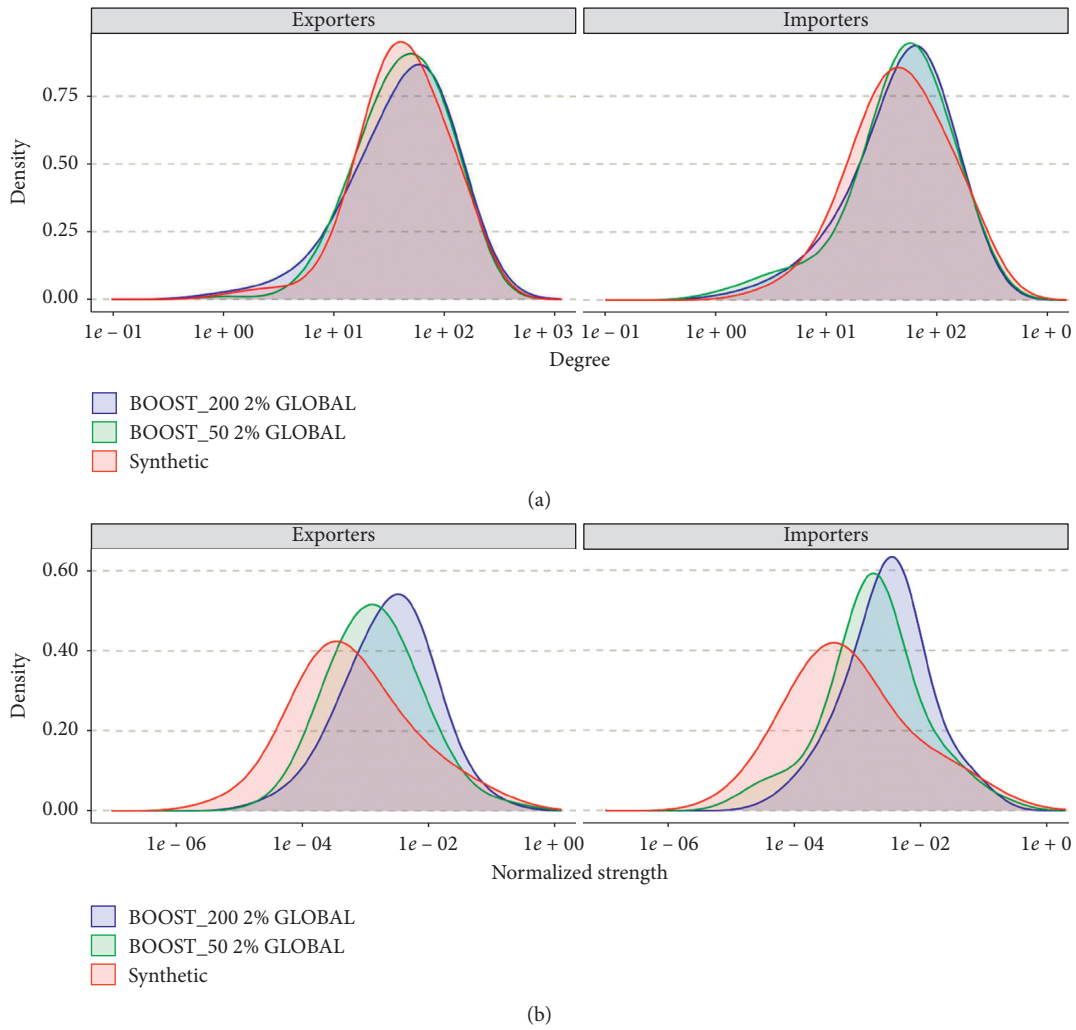 Exporters Importers
Density
0.75
0.50
0.25
0.00
1e – 01 1e + 00 1e + 01 1e + 02 1e + 03 1e – 01 1e + 00 1e + 01 1e + 02 1e + 0
Degree
BOOST_200 2% GLOBAL
BOOST_50 2% GLOBAL
Synthetic
(a)
Exporters Importers
Density
0.60
0.40
0.20
0.00
1e – 06 1e – 04 1e – 02 1e + 00 1e – 06 1e – 04 1e – 02 1e + 0
Normalized strength
BOOST_200 2% GLOBAL
BOOST_50 2% GLOBAL
Synthetic
(b)